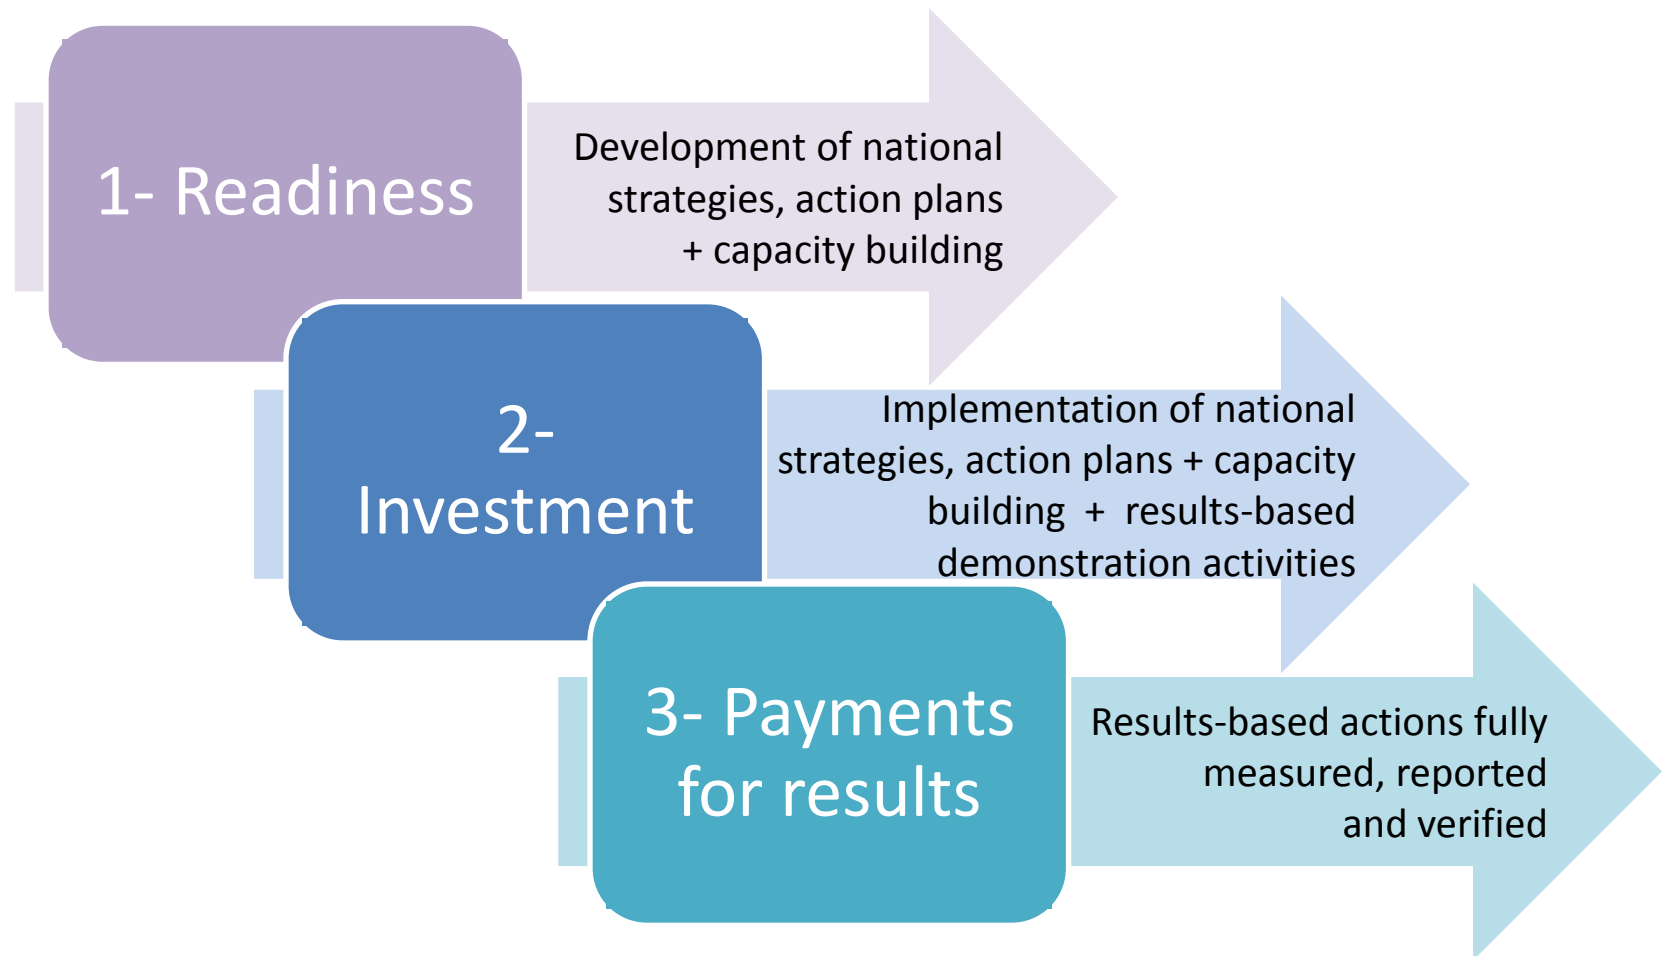 1- Readiness
Development of national
strategies, action plans
+ capacity building
2-
Investment
Implementation of national
strategies, action plans + capacity
building + results-based
demonstration activities
3- Payments
for results
Results-based actions fully
measured, reported
and verified